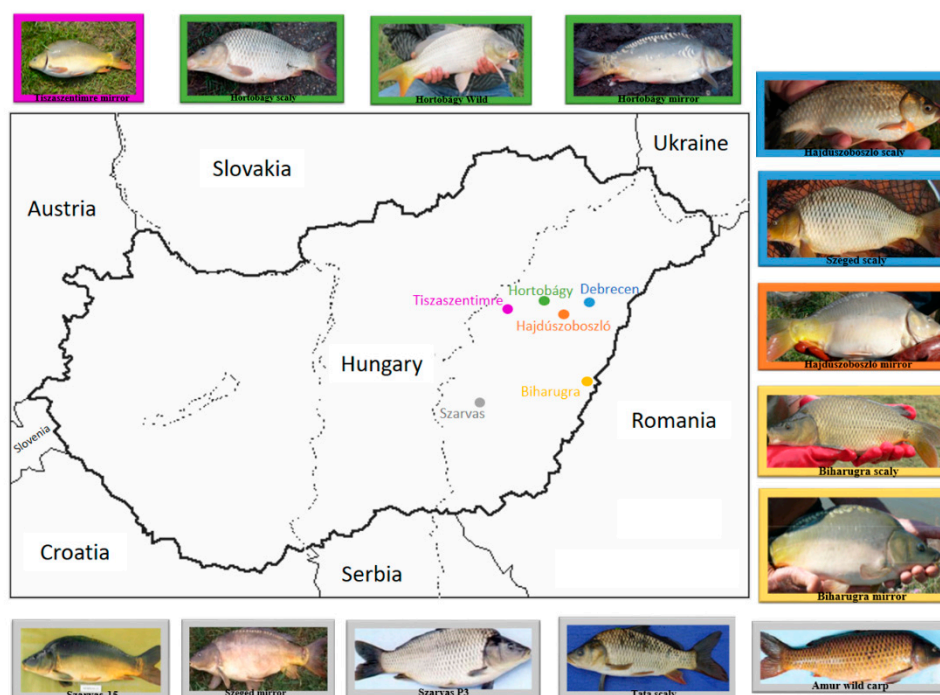 Tiszaszentimre mirror
Hortobágy scaly
Hortobágy Wild
Hortobágy mirror
Hajdúszoboszló scaly
Szeged scaly
Hajdúszoboszló mirror
Biharugra scaly
Biharugra mirror
Slovakia
Ukraine
Austria
Tiszaszentimre
Hortobágy
Debrecen
Hajdúszoboszló
Hungary
Biharugra
Szarvas
Romania
Slovenia
Croatia
Serbia
Szarvas 15
Szeged mirror
Szarvas P3
Tata scaly
Amur wild carp